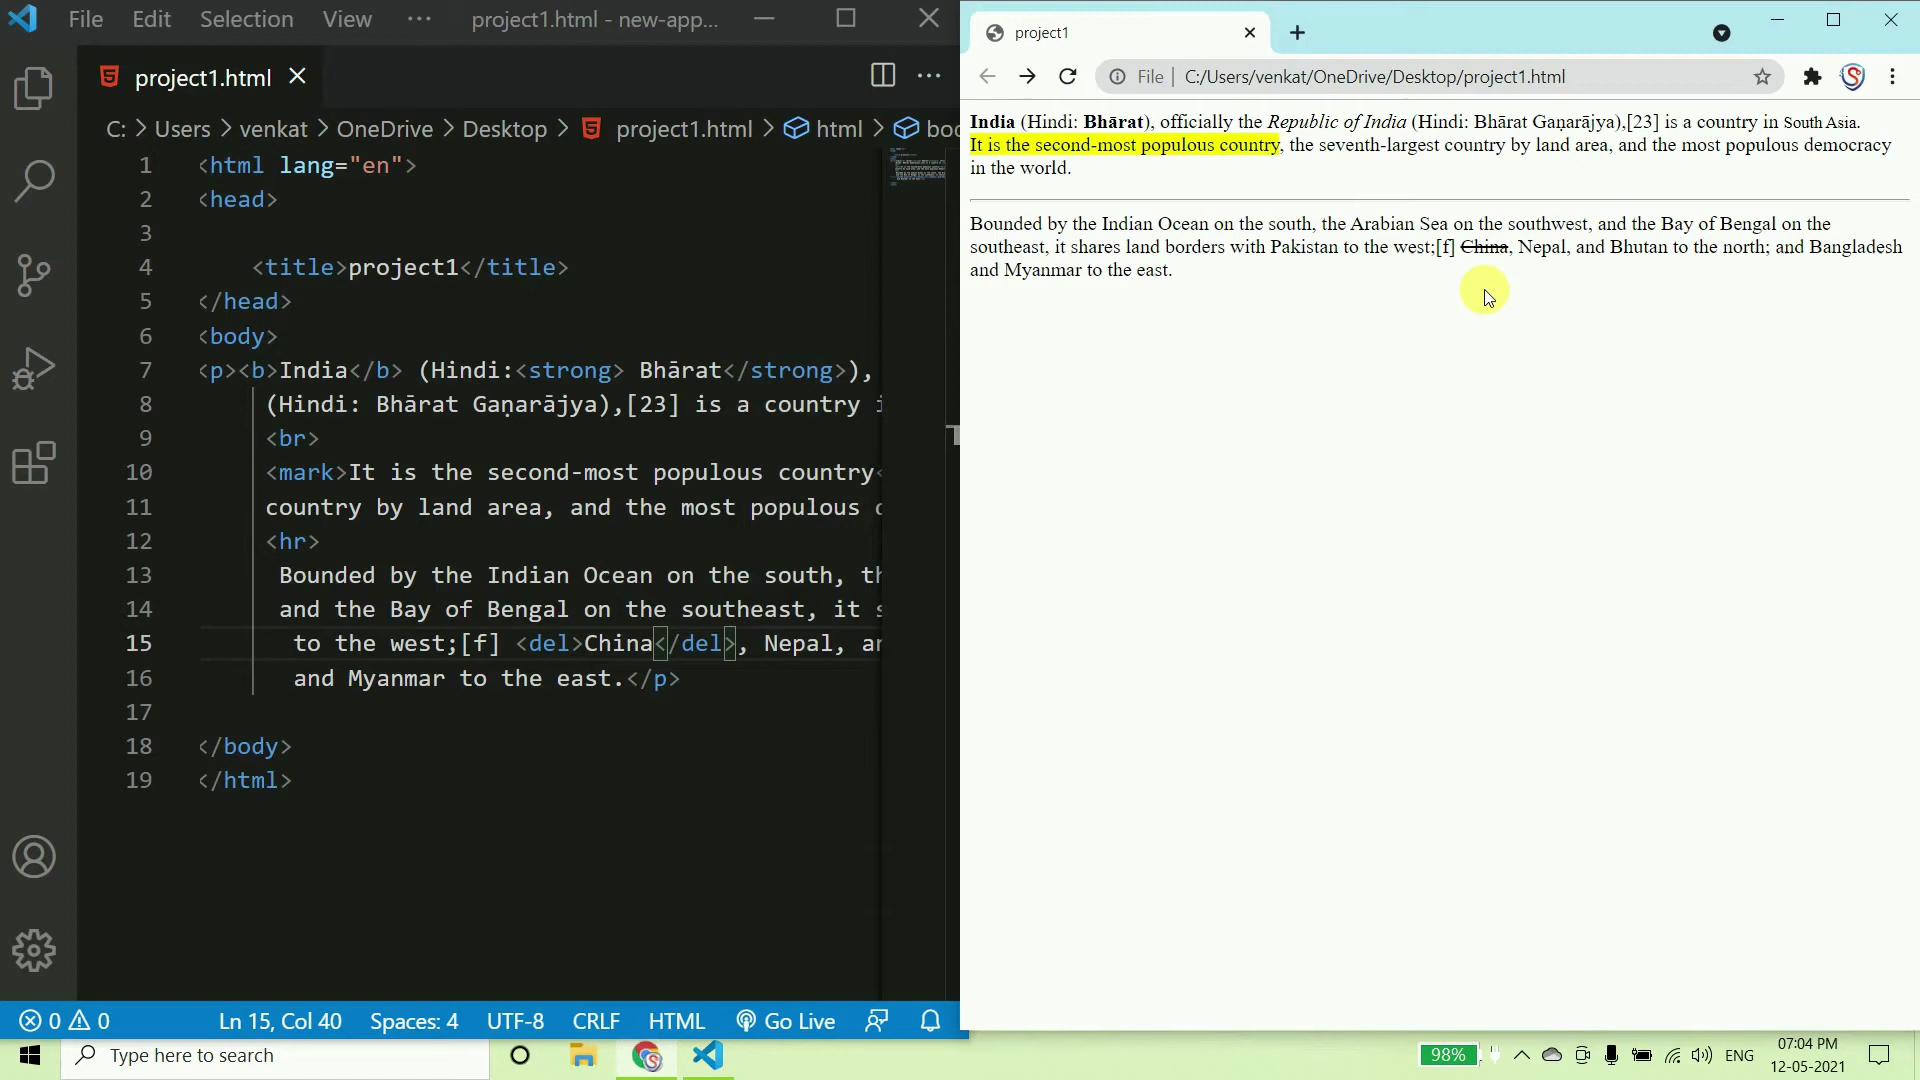 File Edit Selection View ··· project1.html - new-app...
project1.html
C: > Users > venkat > OneDrive > Desktop > project1.html > html >
1 <html lang="en">
2 <head>
3
4 <title>project1</title>
5 </head>
6 <body>
7 <p><b>India</b> (Hindi:<strong> Bhārat</strong>),
8 (Hindi: Bhārat Gaṇarājya),[23] is a country
9 <br>
10 <mark>It is the second-most populous country
11 country by land area, and the most populous
12 <hr>
13 Bounded by the Indian Ocean on the south,
14 and the Bay of Bengal on the southeast, it
15 to the west;[f] <del>China</del>, Nepal,
16 and Myanmar to the east.</p>
17
18 </body>
19 </html>
0 0 Ln 15, Col 40 Spaces: 4 UTF-8 CRLF HTML Go Live
project1
File | C:/Users/venkat/OneDrive/Desktop/project1.html
India (Hindi: Bhārat), officially the Republic of India (Hindi: Bhārat Gaṇarājya),[23] is a country in South Asia.
It is the second-most populous country, the seventh-largest country by land area, and the most populous democracy
in the world.
Bounded by the Indian Ocean on the south, the Arabian Sea on the southwest, and the Bay of Bengal on the
southeast, it shares land borders with Pakistan to the west;[f] China, Nepal, and Bhutan to the north; and Bangladesh
and Myanmar to the east.
Type here to search
98% ENG 07:04 PM
12-05-2021